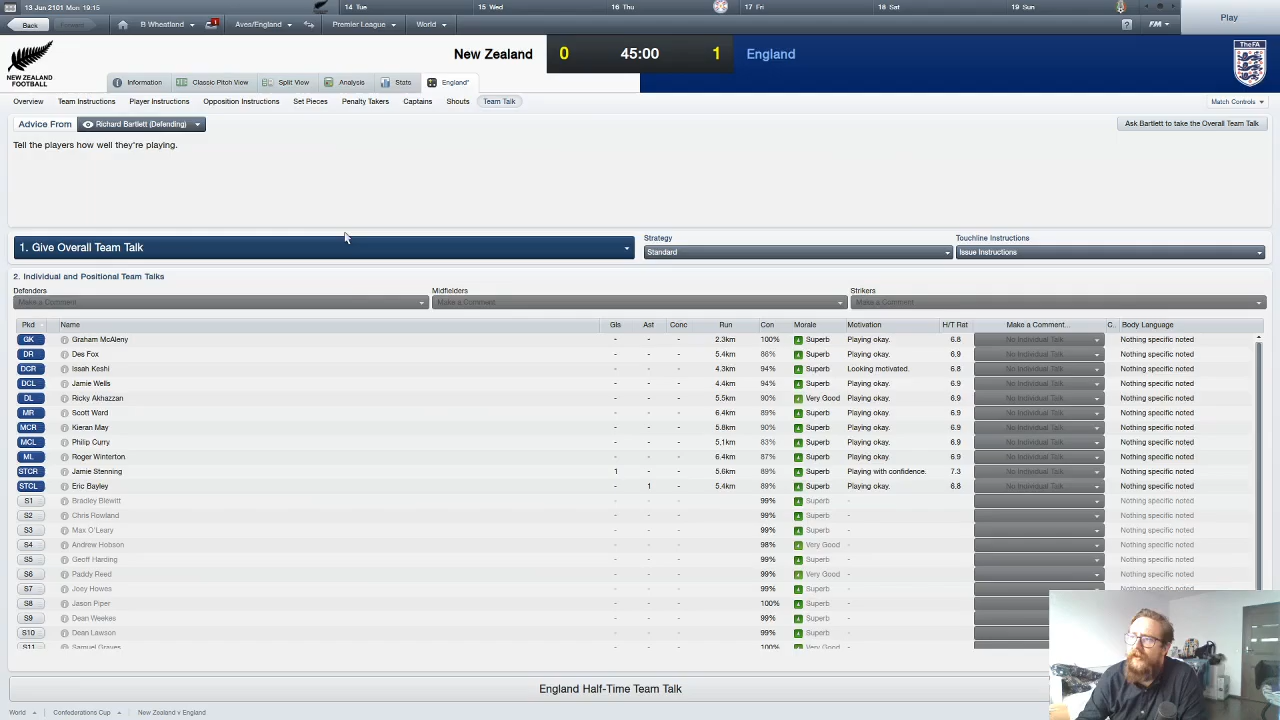 13 Jun 2101 19:15
14 Tue
15 Wed
16 Thu
17 Fri
18 Sat
19 Sun
Back
Forward
B Wheatland
Aves/England
Premier League
World
?
FM
Play
New Zealand 0 45:00 1 England
NEW ZEALAND
FOOTBALL
TheFA
Information
Classic Pitch View
Split View
Analysis
Stats
England*
Overview
Team Instructions
Player Instructions
Opposition Instructions
Set Pieces
Penalty Takers
Captains
Shouts
Team Talk
Match Controls
Advice From
Richard Bartlett (Defending)
Ask Bartlett to take the Overall Team Talk
Tell the players how well they're playing.
1. Give Overall Team Talk
Strategy
Standard
Touchline Instructions
Issue Instructions
2. Individual and Positional Team Talks
Defenders
Make a Comment
Midfielders
Make a Comment
Strikers
Make a Comment
Pkd Name Gls Ast Conc Run Con Morale Motivation H/T Rat Make a Comment... C.. Body Language
GK Graham McAleny - - - 2.3km 100% Superb Playing okay. 6.8 No Individual Talk Nothing specific noted
DR Des Fox - - - 5.4km 86% Superb Playing okay. 6.9 No Individual Talk Nothing specific noted
DCR Issah Keshi - - - 4.3km 94% Superb Looking motivated. 6.8 No Individual Talk Nothing specific noted
DCL Jamie Wells - - - 4.4km 94% Superb Playing okay. 6.9 No Individual Talk Nothing specific noted
DL Ricky Akhazzan - - - 5.5km 90% Very Good Playing okay. 6.9 No Individual Talk Nothing specific noted
MR Scott Ward - - - 6.4km 89% Superb Playing okay. 6.9 No Individual Talk Nothing specific noted
MCR Kieran May - - - 5.8km 90% Superb Playing okay. 6.9 No Individual Talk Nothing specific noted
MCL Philip Curry - - - 5.1km 83% Superb Playing okay. 6.9 No Individual Talk Nothing specific noted
ML Roger Winterton - - - 6.4km 87% Superb Playing okay. 6.9 No Individual Talk Nothing specific noted
STCR Jamie Stenning 1 - - 5.6km 89% Superb Playing with confidence. 7.3 No Individual Talk Nothing specific noted
STCL Eric Bayley - 1 - 5.4km 89% Superb Playing okay. 6.8 No Individual Talk Nothing specific noted
S1 Bradley Blewitt - - - 99% Superb - Nothing specific noted
S2 Chris Rowland - - - 99% Superb - Nothing specific noted
S3 Max O'Leary - - - 99% Superb - Nothing specific noted
S4 Andrew Hobson - - - 98% Very Good - Nothing specific noted
S5 Geoff Harding - - - 99% Superb - Nothing specific noted
S6 Paddy Reed - - - 99% Very Good - Nothing specific noted
S7 Joey Howes - - - 99% Superb - Nothing specific noted
S8 Jason Piper - - - 100% Superb -
S9 Dean Weekes - - - 99% Superb -
S10 Dean Lawson - - - 99% Superb -
S11 Samuel Graves - - - 100% Very Good -
England Half-Time Team Talk
World
Confederations Cup
New Zealand v England